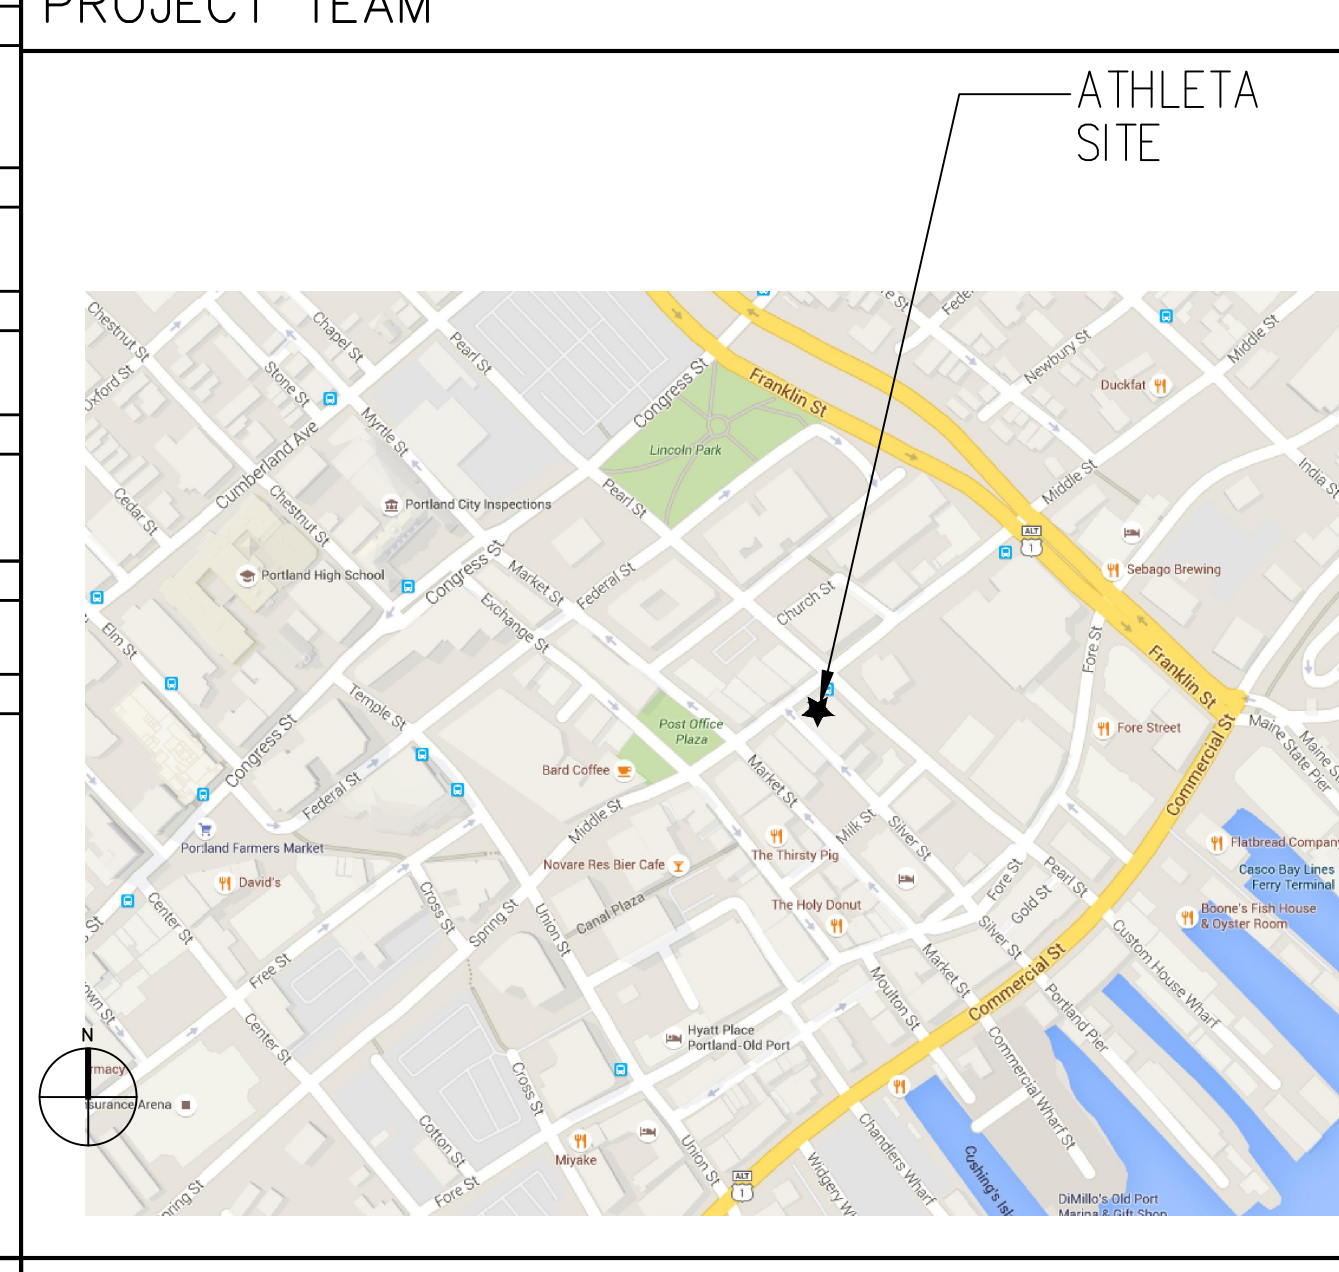 PROJECT TEAM
ATHLETA
SITE
Chestnut St
Chapel St
Pearl St
Congress St
Franklin St
Newbury St
Middle St
Duckfat
Stone St
Myrtle St
Cumberland Ave
Lincoln Park
Middle St
India St
Cedar St
Chestnut St
Portland City Inspections
Pearl St
ALT
1
Portland High School
Congress St
Market St
Federal St
Church St
Sebago Brewing
Elm St
Exchange St
Fore St
Franklin St
Temple St
Post Office
Plaza
Fore Street
Commercial St
Maine State Pier
Congress St
Federal St
Bard Coffee
Market St
Middle St
Milk St
Silver St
Portland Farmers Market
The Thirsty Pig
Flatbread Company
Novare Res Bier Cafe
Casco Bay Lines
Ferry Terminal
David's
Cross St
Spring St
Union St
Canal Plaza
The Holy Donut
Fore St
Gold St
Pearl St
Boone's Fish House
& Oyster Room
Center St
Silver St
Custom House Wharf
Free St
Market St
Commercial St
Moulton St
Portland Pier
N
Center St
Hyatt Place
Portland-Old Port
Commercial Wharf St
Cross St
Cotton St
Miyake
Union St
Chandlers Wharf
Fore St
ALT
1
DiMillo's Old Port
Marina & Gift Shop